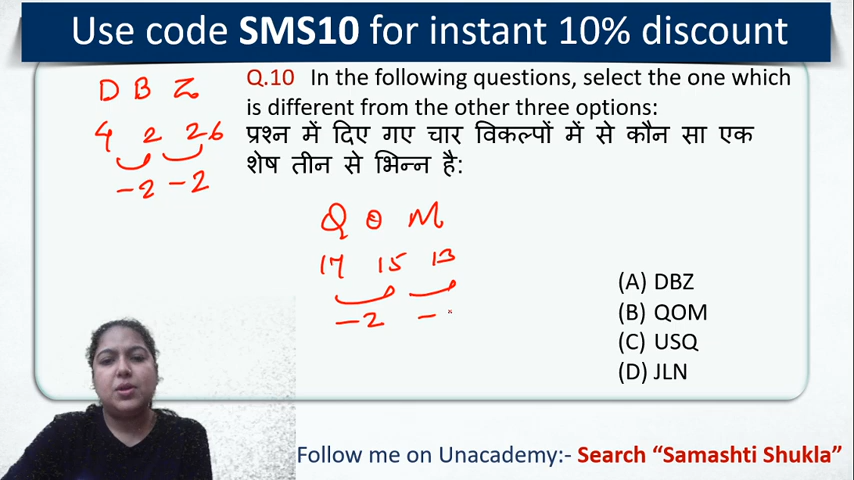 Use code SMS10 for instant 10% discount
D B Z
4 2 26
-2 -2
Q.10 In the following questions, select the one which
is different from the other three options:
प्रश्न में दिए गए चार विकल्पों में से कौन सा एक
शेष तीन से भिन्न है:
Q O M
17 15 13
-2 -
(A) DBZ
(B) QOM
(C) USQ
(D) JLN
Follow me on Unacademy:- Search “Samashti Shukla”